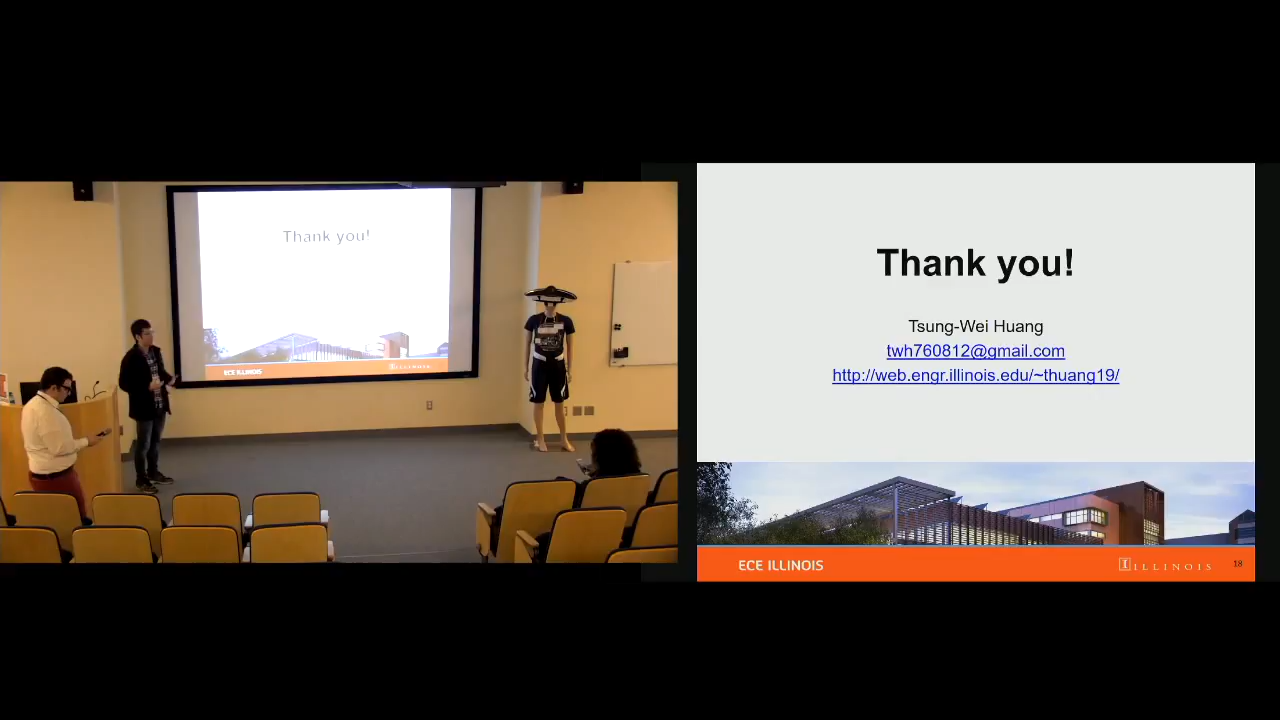 Thank you!
ECE ILLINOIS
ILLINOIS
Thank you!
Tsung-Wei Huang
twh760812@gmail.com
http://web.engr.illinois.edu/~thuang19/
ECE ILLINOIS
I ILLINOIS
18